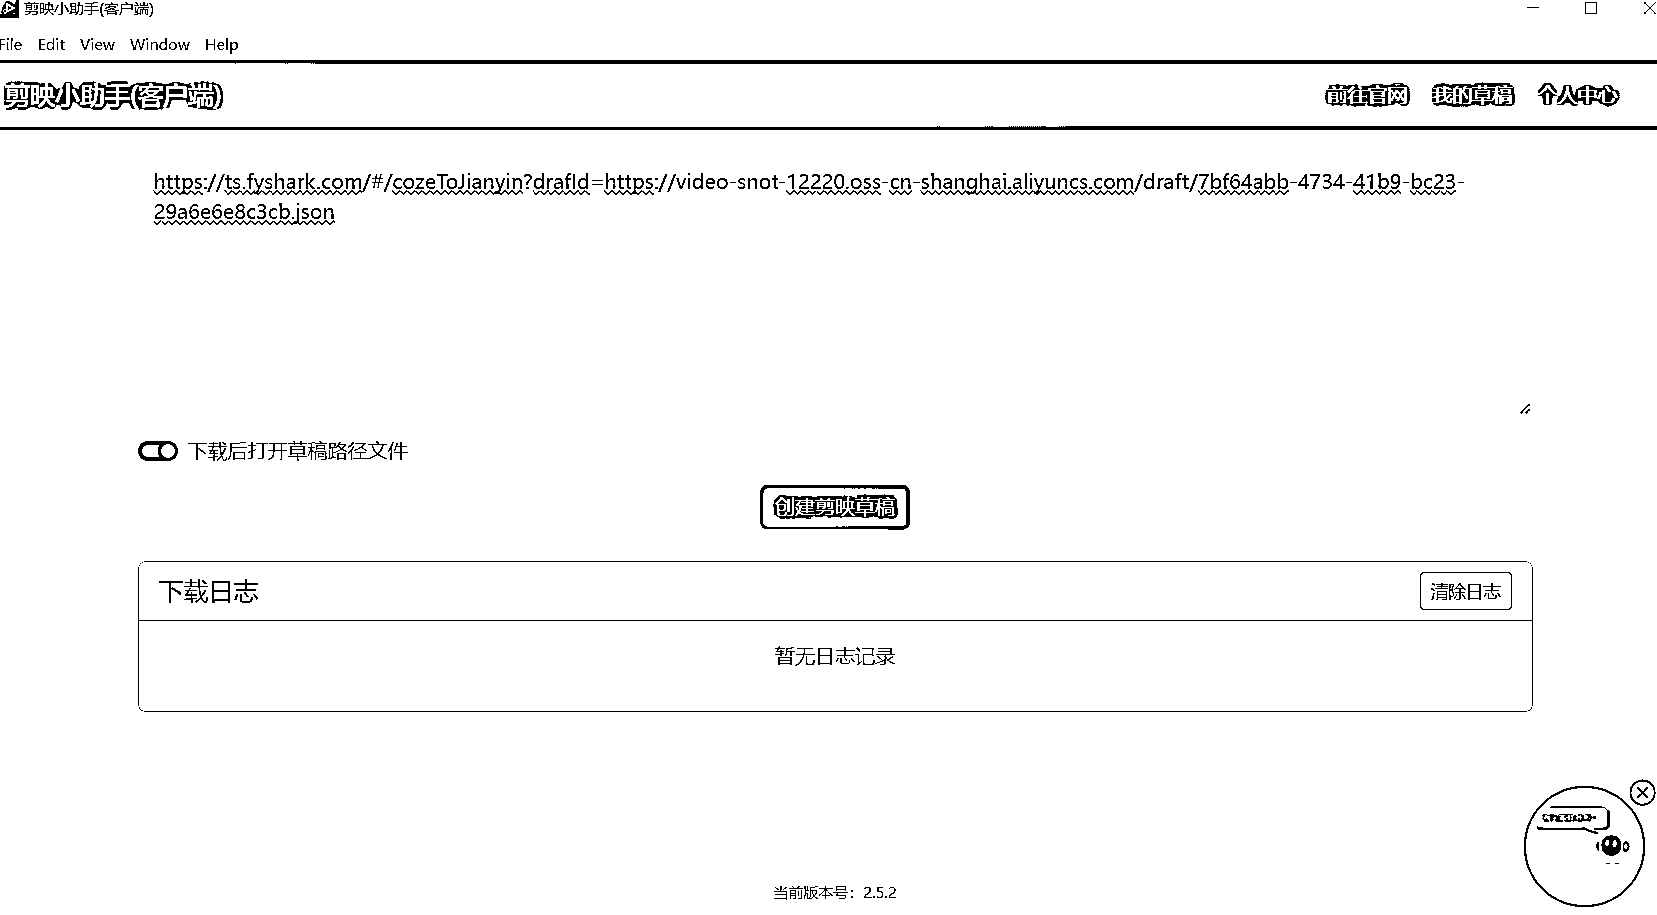 剪映小助手(客户端)
File Edit View Window Help
剪映小助手(客户端)
前往官网 我的草稿 个人中心
https://ts.fyshark.com/#/cozeToJianyin?drafId=https://video-snot-12220.oss-cn-shanghai.aliyuncs.com/draft/7bf64abb-4734-41b9-bc23-
29a6e6e8c3cb.json
下载后打开草稿路径文件
创建剪映草稿
下载日志
清除日志
暂无日志记录
当前版本号：2.5.2